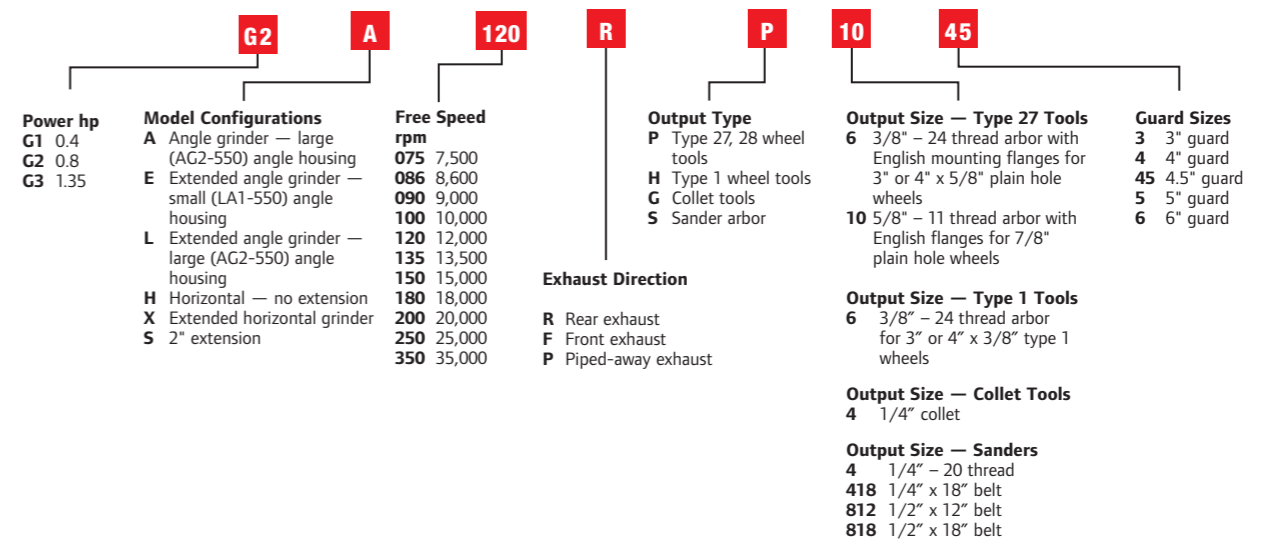 G2 A 120 R P 10 45
Power hp
G1 0.4
G2 0.8
G3 1.35
Model Configurations
A Angle grinder — large
(AG2-550) angle housing
E Extended angle grinder —
small (LA1-550) angle
housing
L Extended angle grinder —
large (AG2-550) angle
housing
H Horizontal — no extension
X Extended horizontal grinder
S 2" extension
Free Speed
rpm
075 7,500
086 8,600
090 9,000
100 10,000
120 12,000
135 13,500
150 15,000
180 18,000
200 20,000
250 25,000
350 35,000
Exhaust Direction
R Rear exhaust
F Front exhaust
P Piped-away exhaust
Output Type
P Type 27, 28 wheel
tools
H Type 1 wheel tools
G Collet tools
S Sander arbor
Output Size — Type 27 Tools
6 3/8" – 24 thread arbor with
English mounting flanges for
3" or 4" x 5/8" plain hole
wheels
10 5/8" – 11 thread arbor with
English flanges for 7/8"
plain hole wheels
Output Size — Type 1 Tools
6 3/8″ – 24 thread arbor
for 3″ or 4″ x 3/8″ type 1
wheels
Output Size — Collet Tools
4 1/4″ collet
Output Size — Sanders
4 1/4″ – 20 thread
418 1/4″ x 18″ belt
812 1/2″ x 12″ belt
818 1/2″ x 18″ belt
Guard Sizes
3 3" guard
4 4" guard
45 4.5" guard
5 5" guard
6 6" guard